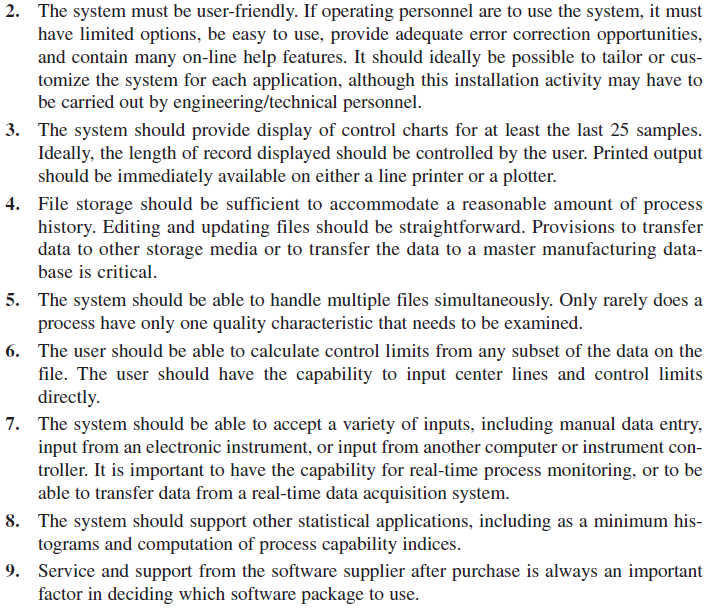 2. The system must be user-friendly. If operating personnel are to use the system, it must
have limited options, be easy to use, provide adequate error correction opportunities,
and contain many on-line help features. It should ideally be possible to tailor or cus-
tomize the system for each application, although this installation activity may have to
be carried out by engineering/technical personnel.
3. The system should provide display of control charts for at least the last 25 samples.
Ideally, the length of record displayed should be controlled by the user. Printed output
should be immediately available on either a line printer or a plotter.
4. File storage should be sufficient to accommodate a reasonable amount of process
history. Editing and updating files should be straightforward. Provisions to transfer
data to other storage media or to transfer the data to a master manufacturing data-
base is critical.
5. The system should be able to handle multiple files simultaneously. Only rarely does a
process have only one quality characteristic that needs to be examined.
6. The user should be able to calculate control limits from any subset of the data on the
file. The user should have the capability to input center lines and control limits
directly.
7. The system should be able to accept a variety of inputs, including manual data entry,
input from an electronic instrument, or input from another computer or instrument con-
troller. It is important to have the capability for real-time process monitoring, or to be
able to transfer data from a real-time data acquisition system.
8. The system should support other statistical applications, including as a minimum his-
tograms and computation of process capability indices.
9. Service and support from the software supplier after purchase is always an important
factor in deciding which software package to use.